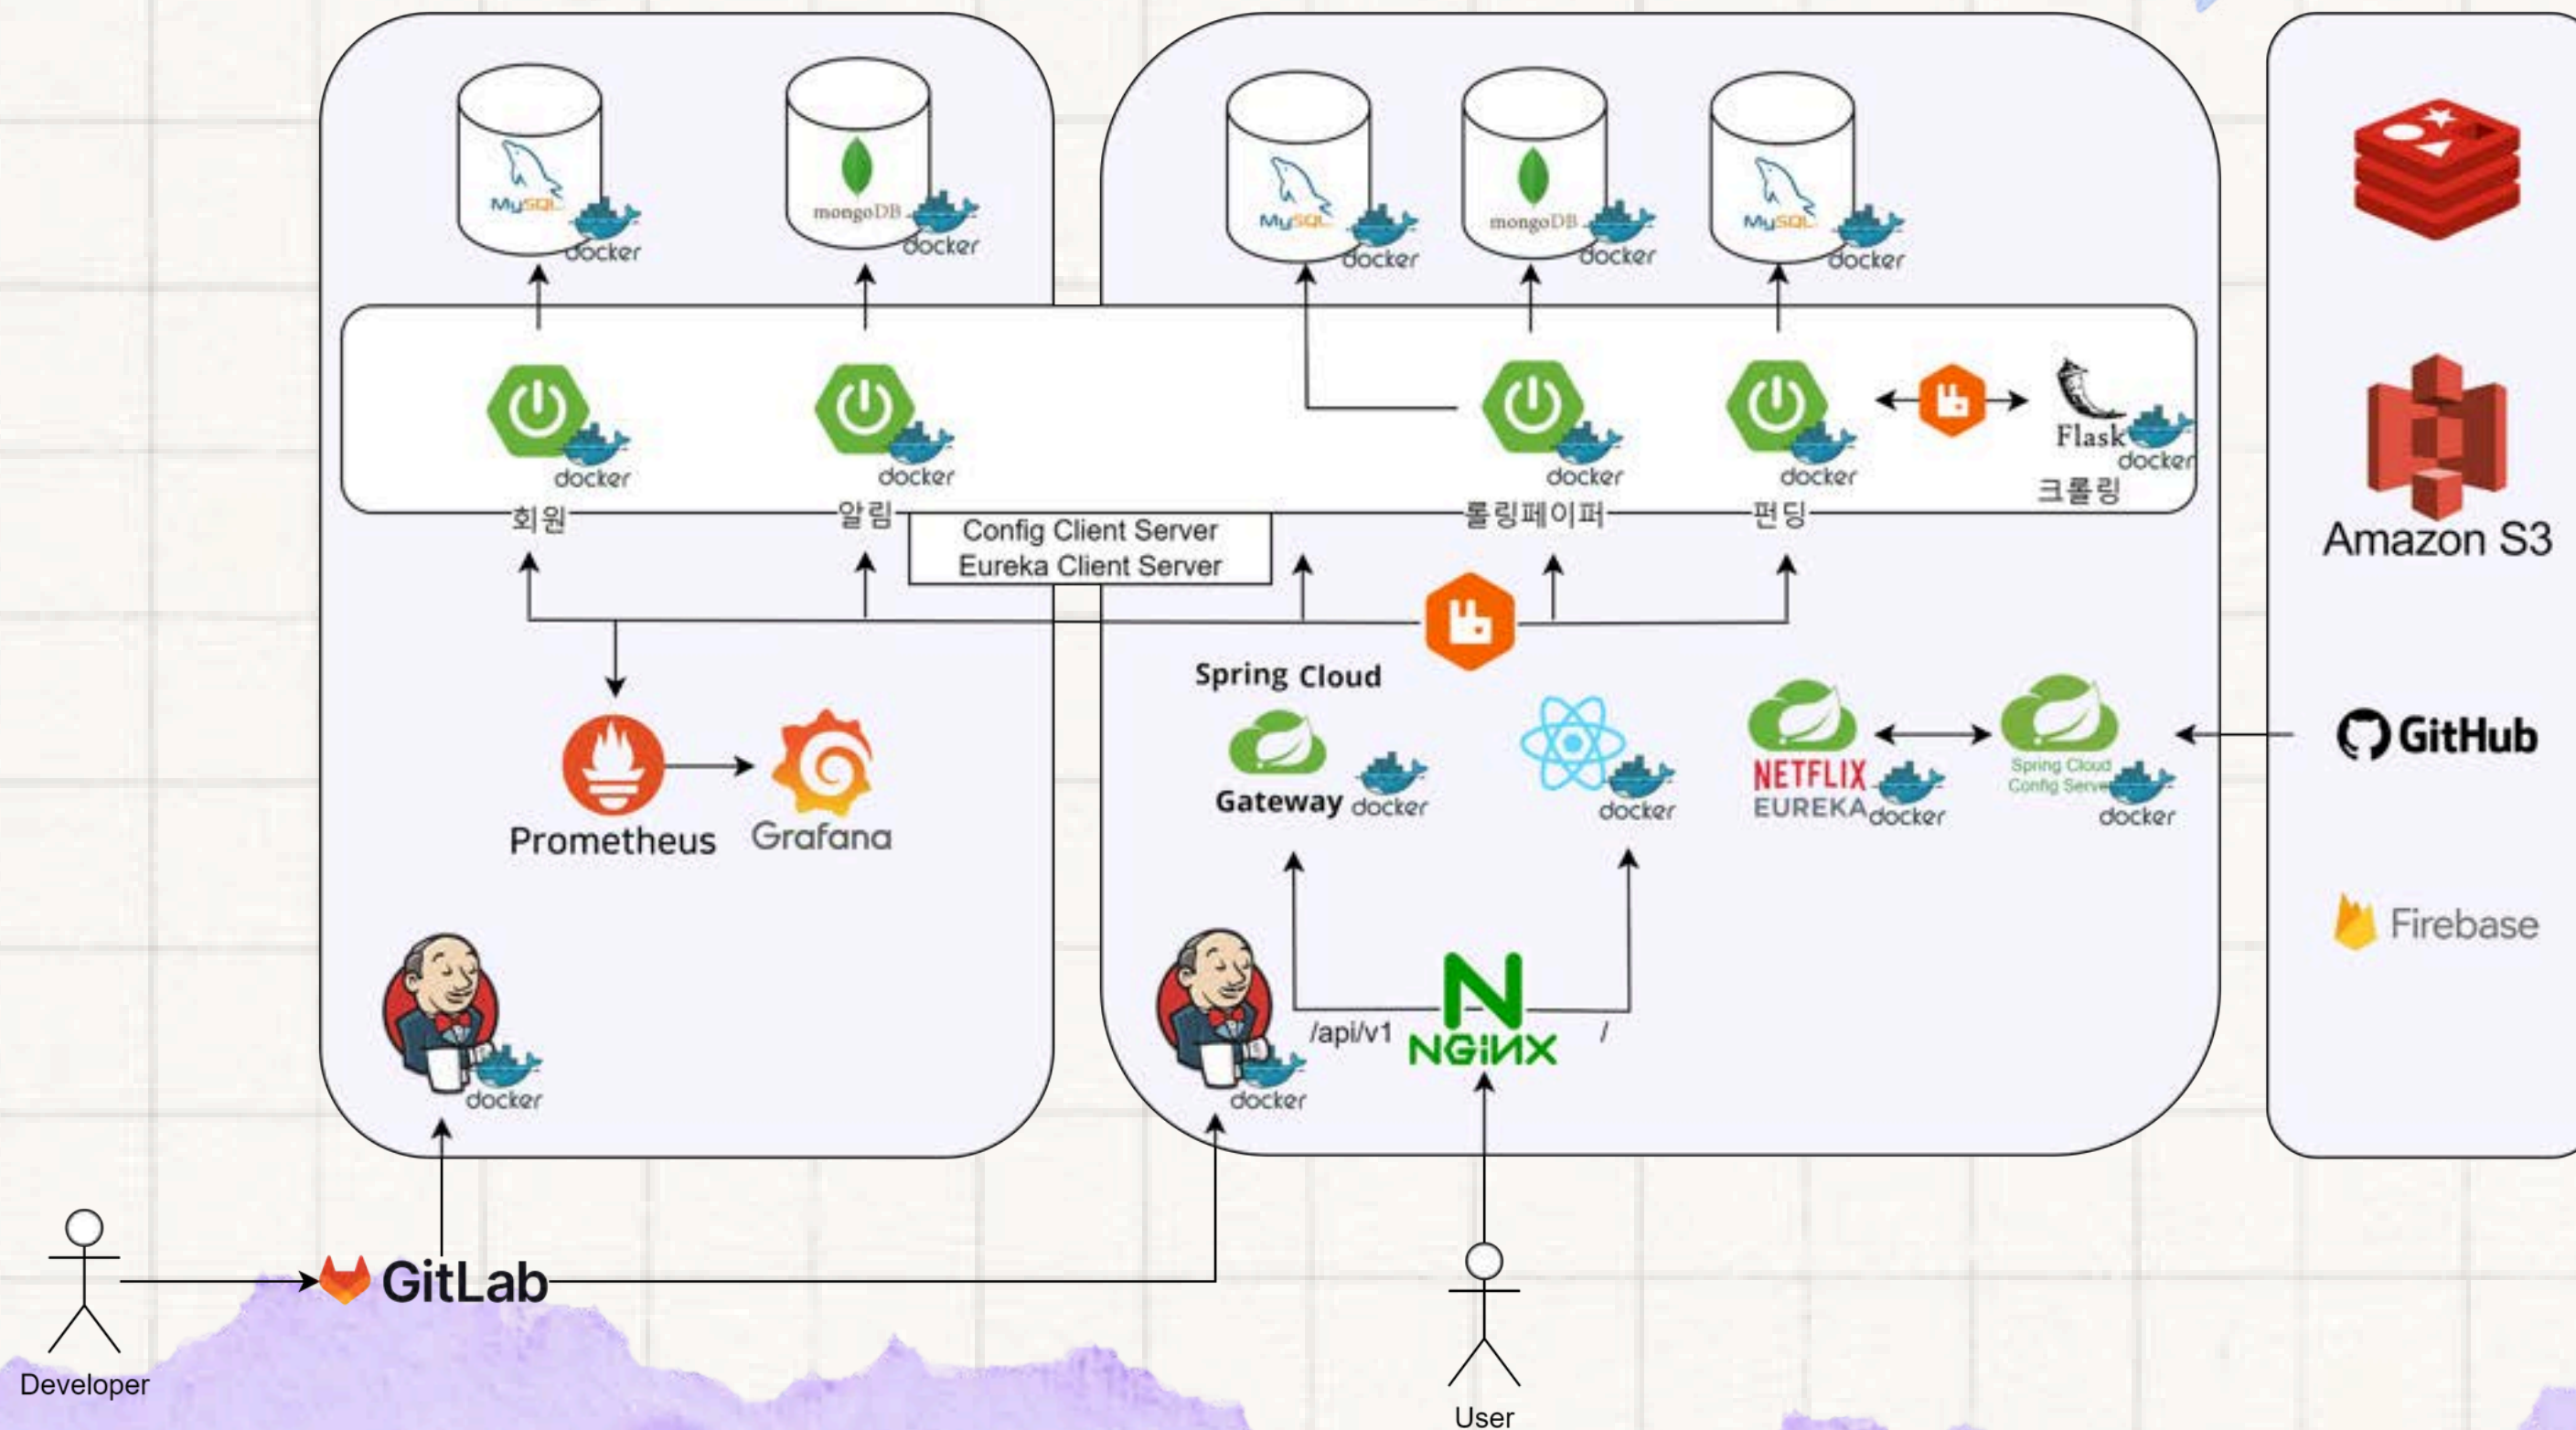 MySQL
docker
mongoDB
docker
MySQL
docker
mongoDB
docker
MySQL
docker
docker
docker
docker
docker
Flask
docker
크롤링
회원
알림
롤링페이퍼
펀딩
Config Client Server
Eureka Client Server
Amazon S3
Spring Cloud
Gateway
docker
docker
NETFLIX
EUREKA
docker
Spring Cloud
Config Server
docker
GitHub
Prometheus
Grafana
Firebase
docker
docker
/api/v1
NGiNX
/
GitLab
Developer
User